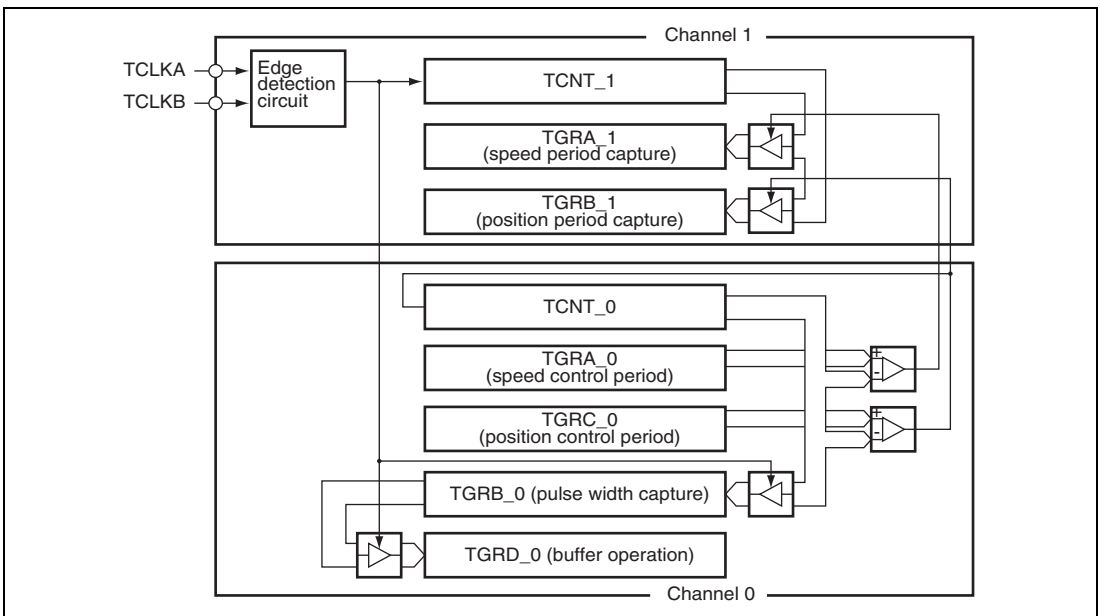 Channel 1
TCLKA
TCLKB
Edge
detection
circuit
TCNT_1
TGRA_1
(speed period capture)
TGRB_1
(position period capture)
TCNT_0
TGRA_0
(speed control period)
+
-
TGRC_0
(position control period)
+
-
TGRB_0 (pulse width capture)
TGRD_0 (buffer operation)
Channel 0